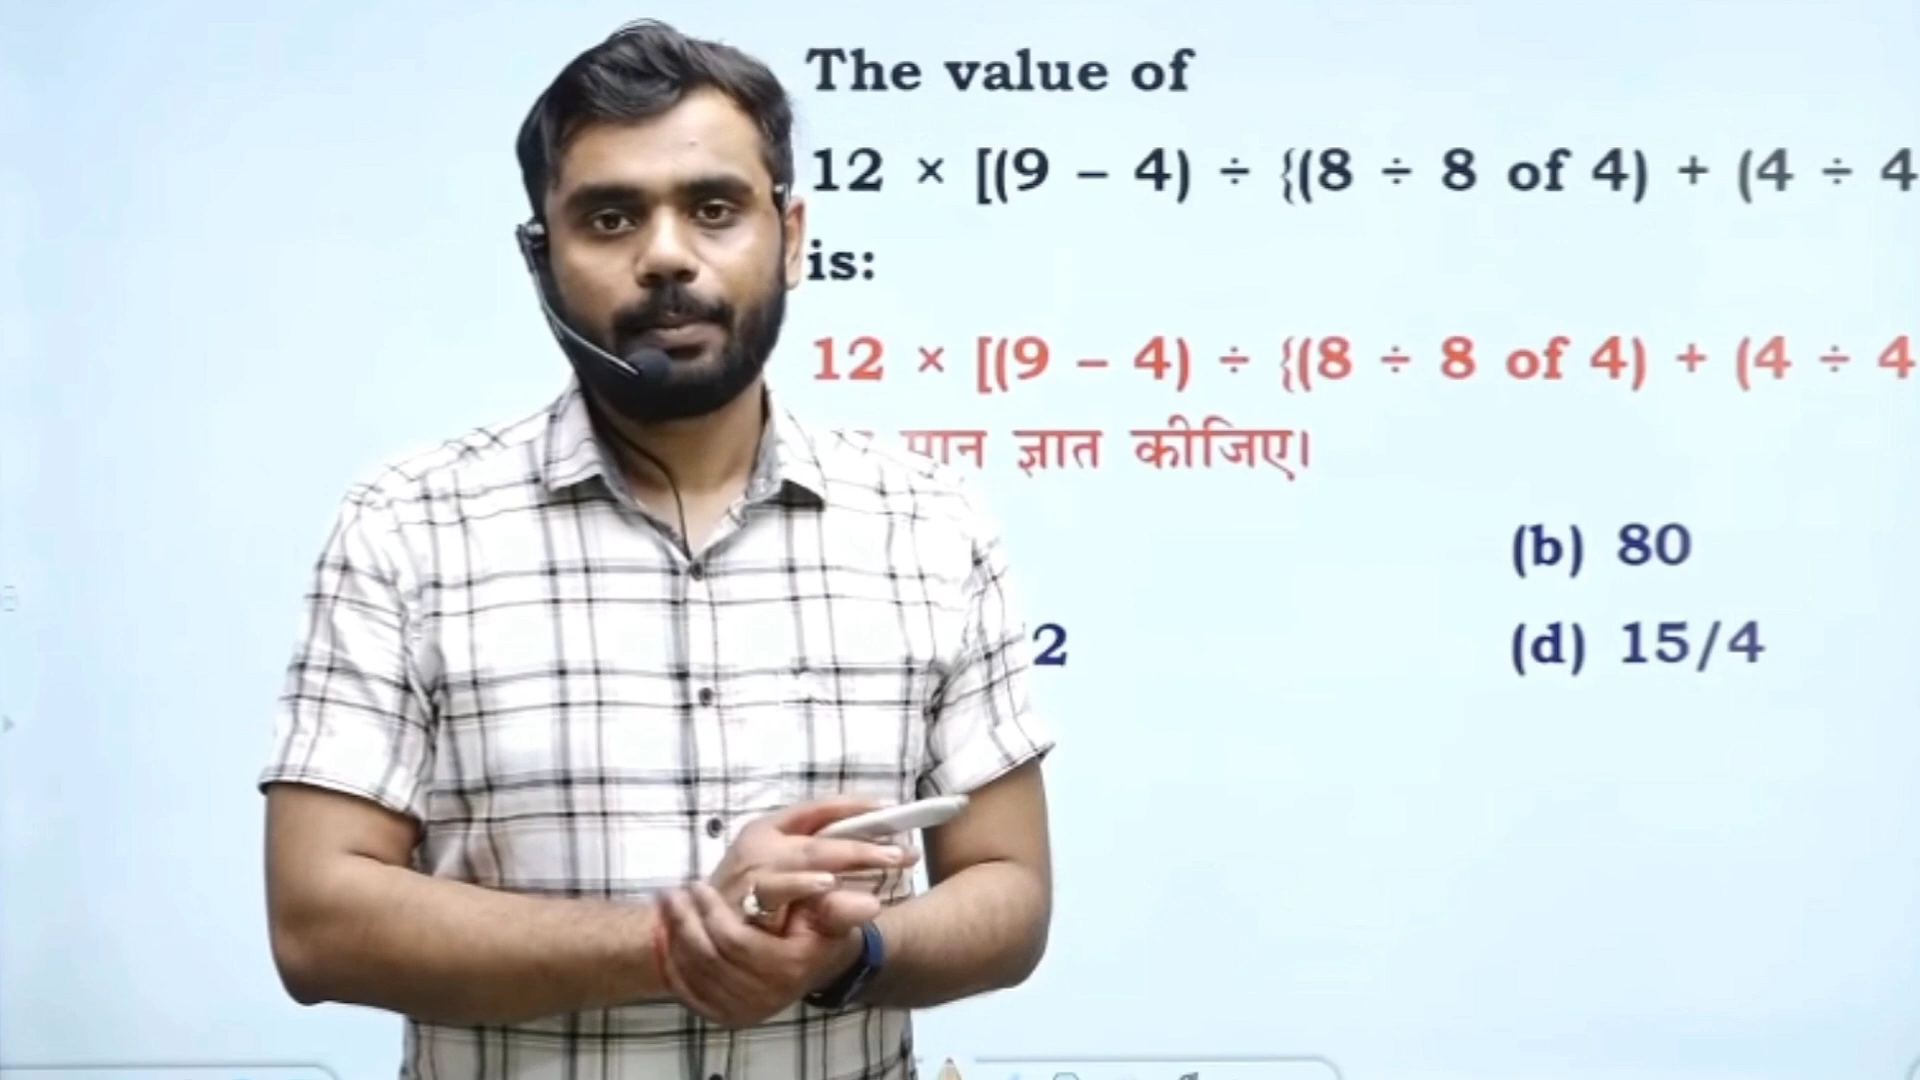 The value of
12 × [(9 – 4) ÷ {(8 ÷ 8 of 4) + (4 ÷ 4
is:
12 × [(9 – 4) ÷ {(8 ÷ 8 of 4) + (4 ÷ 4
मान ज्ञात कीजिए।
(b) 80
2 (d) 15/4